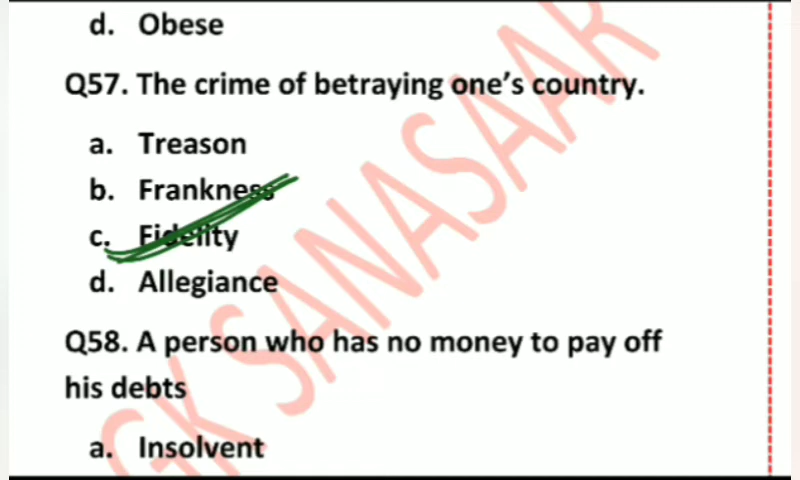 d. Obese
Q57. The crime of betraying one's country.
a. Treason
b. Frankness
c. Fidelity
d. Allegiance
Q58. A person who has no money to pay off
his debts
a. Insolvent
GK SANASAAR